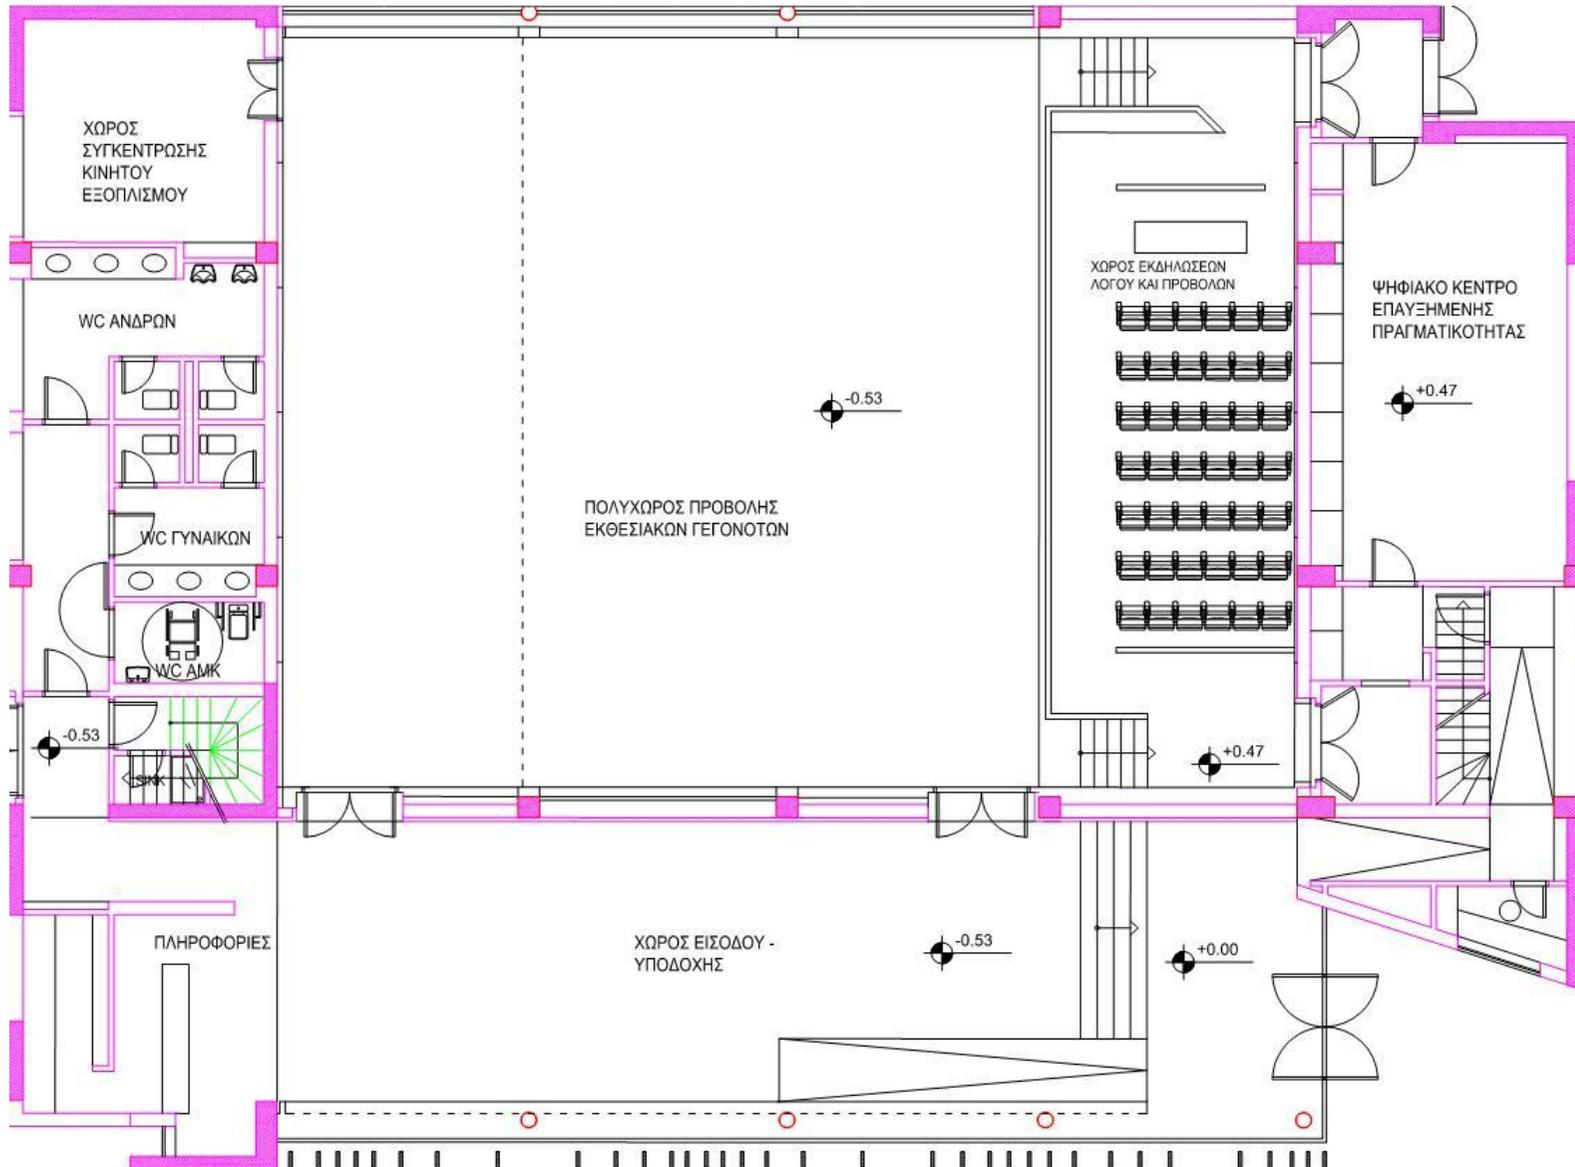 ΧΩΡΟΣ
ΣΥΓΚΕΝΤΡΩΣΗΣ
ΚΙΝΗΤΟΥ
ΕΞΟΠΛΙΣΜΟΥ
ΧΩΡΟΣ ΕΚΔΗΛΩΣΕΩΝ
ΛΟΓΟΥ ΚΑΙ ΠΡΟΒΟΛΩΝ
ΨΗΦΙΑΚΟ ΚΕΝΤΡΟ
ΕΠΑΥΞΗΜΕΝΗΣ
ΠΡΑΓΜΑΤΙΚΟΤΗΤΑΣ
WC ΑΝΔΡΩΝ
-0.53
+0.47
ΠΟΛΥΧΩΡΟΣ ΠΡΟΒΟΛΗΣ
ΕΚΘΕΣΙΑΚΩΝ ΓΕΓΟΝΟΤΩΝ
WC ΓΥΝΑΙΚΩΝ
WC ΑΜΚ
-0.53
SINK
+0.47
ΠΛΗΡΟΦΟΡΙΕΣ
ΧΩΡΟΣ ΕΙΣΟΔΟΥ -
ΥΠΟΔΟΧΗΣ
-0.53
+0.00